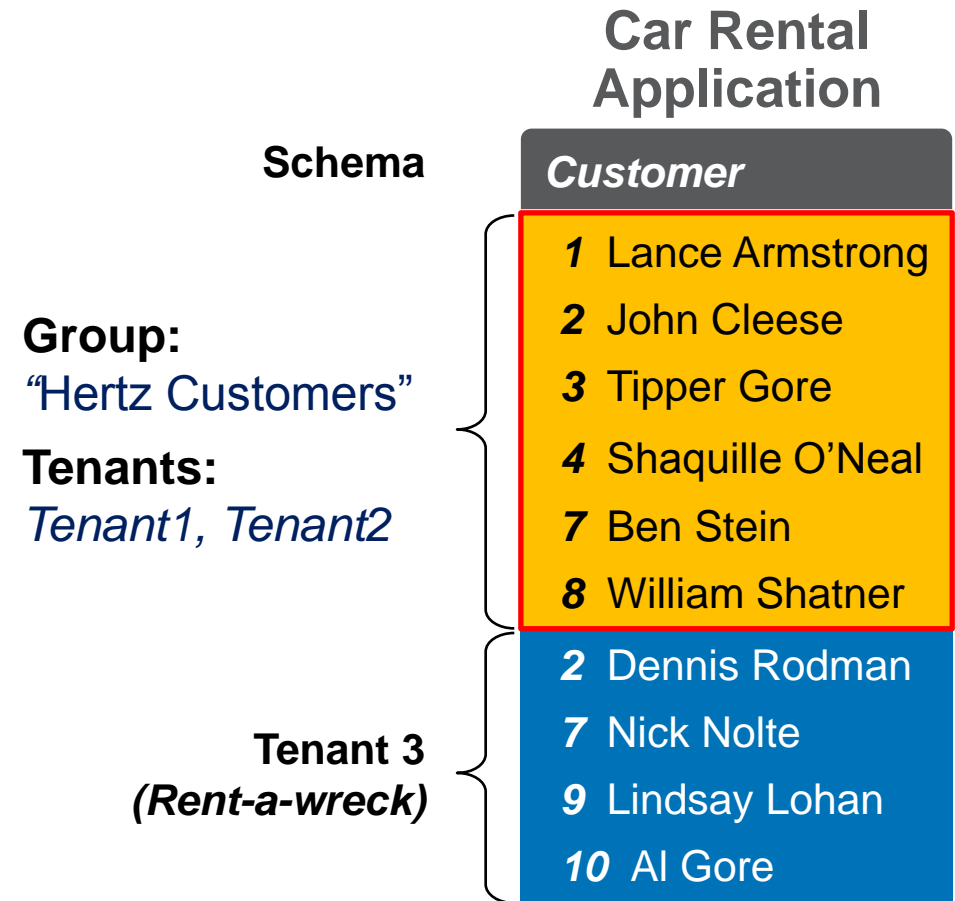 Car Rental
Application
Schema
Customer
Group:
“Hertz Customers”
Tenants:
Tenant1, Tenant2
1 Lance Armstrong
2 John Cleese
3 Tipper Gore
4 Shaquille O’Neal
7 Ben Stein
8 William Shatner
Tenant 3
(Rent-a-wreck)
2 Dennis Rodman
7 Nick Nolte
9 Lindsay Lohan
10 Al Gore